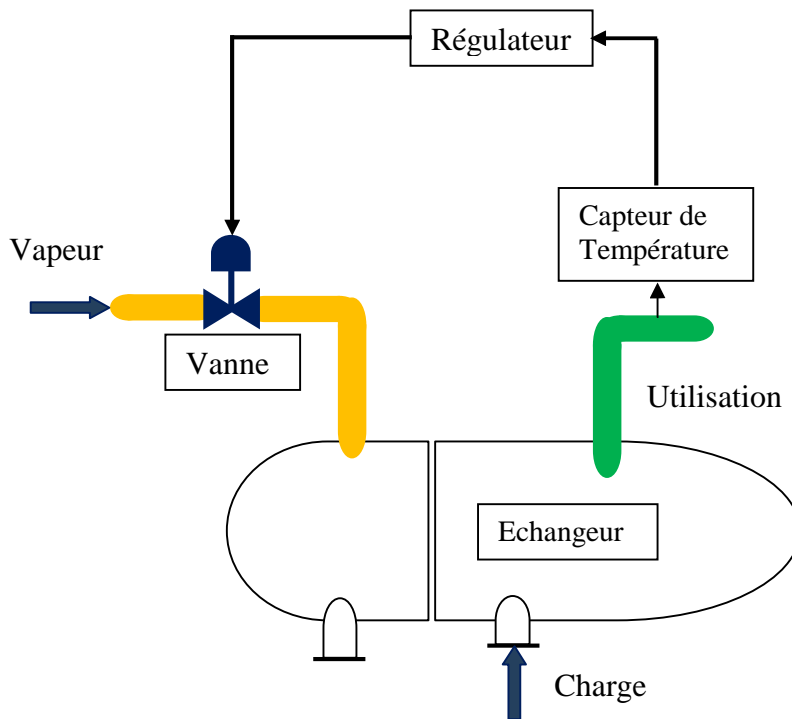 Régulateur
Capteur de
Température
Vapeur
Vanne
Utilisation
Echangeur
Charge